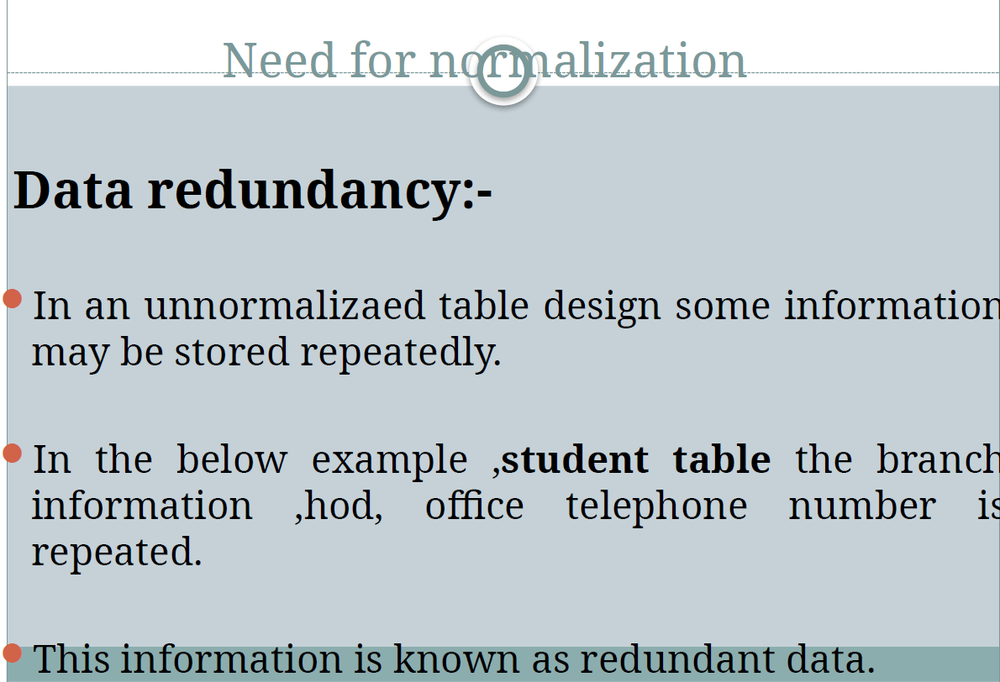 Need for normalization
Data redundancy:-
In an unnormalizaed table design some information
may be stored repeatedly.
In the below example ,student table the branch
information ,hod, office telephone number is
repeated.
This information is known as redundant data.